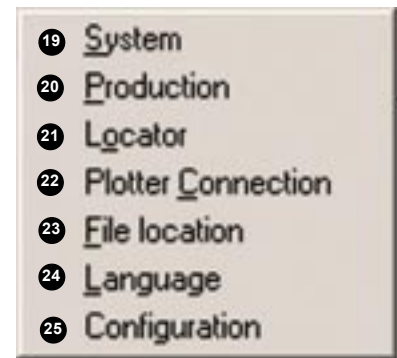 19 System
20 Production
21 Locator
22 Plotter Connection
23 File location
24 Language
25 Configuration